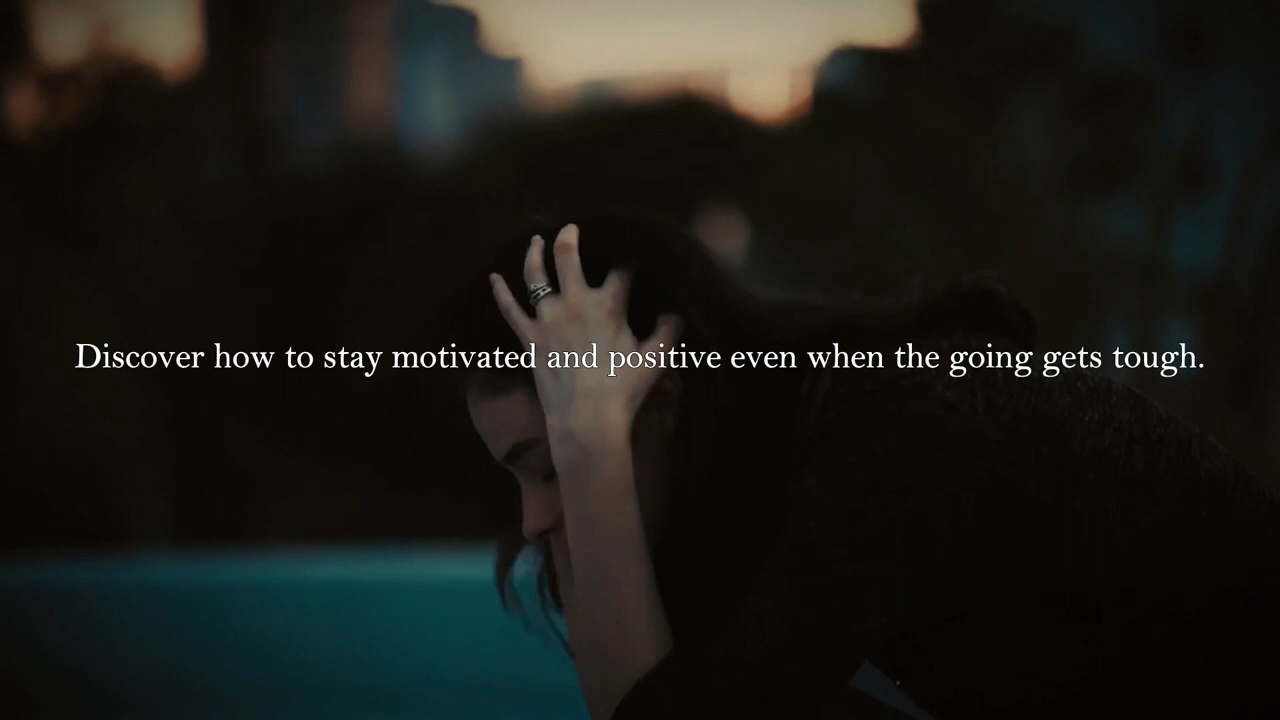 Discover how to stay motivated and positive even when the going gets tough.